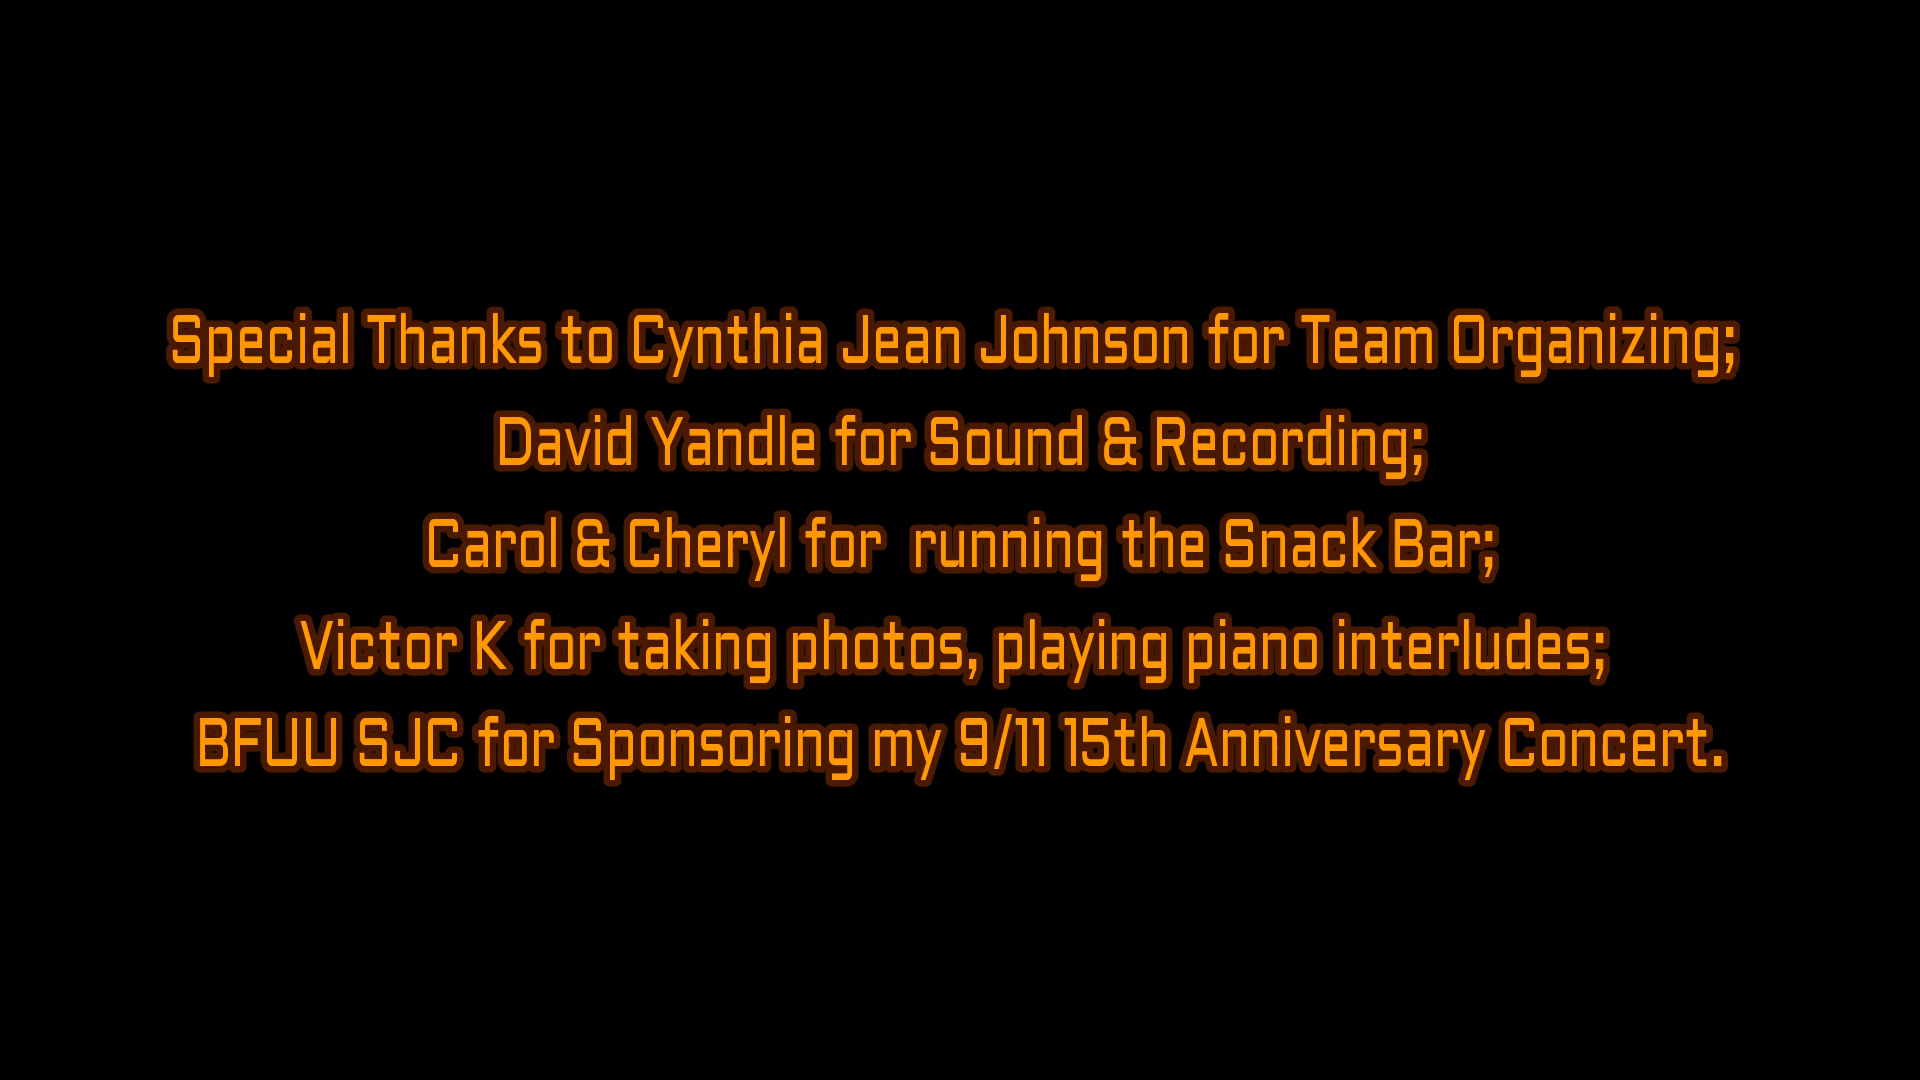 Special Thanks to Cynthia Jean Johnson for Team Organizing;
David Yandle for Sound & Recording;
Carol & Cheryl for  running the Snack Bar;
Victor K for taking photos, playing piano interludes;
BFUU SJC for Sponsoring my 9/11 15th Anniversary Concert.